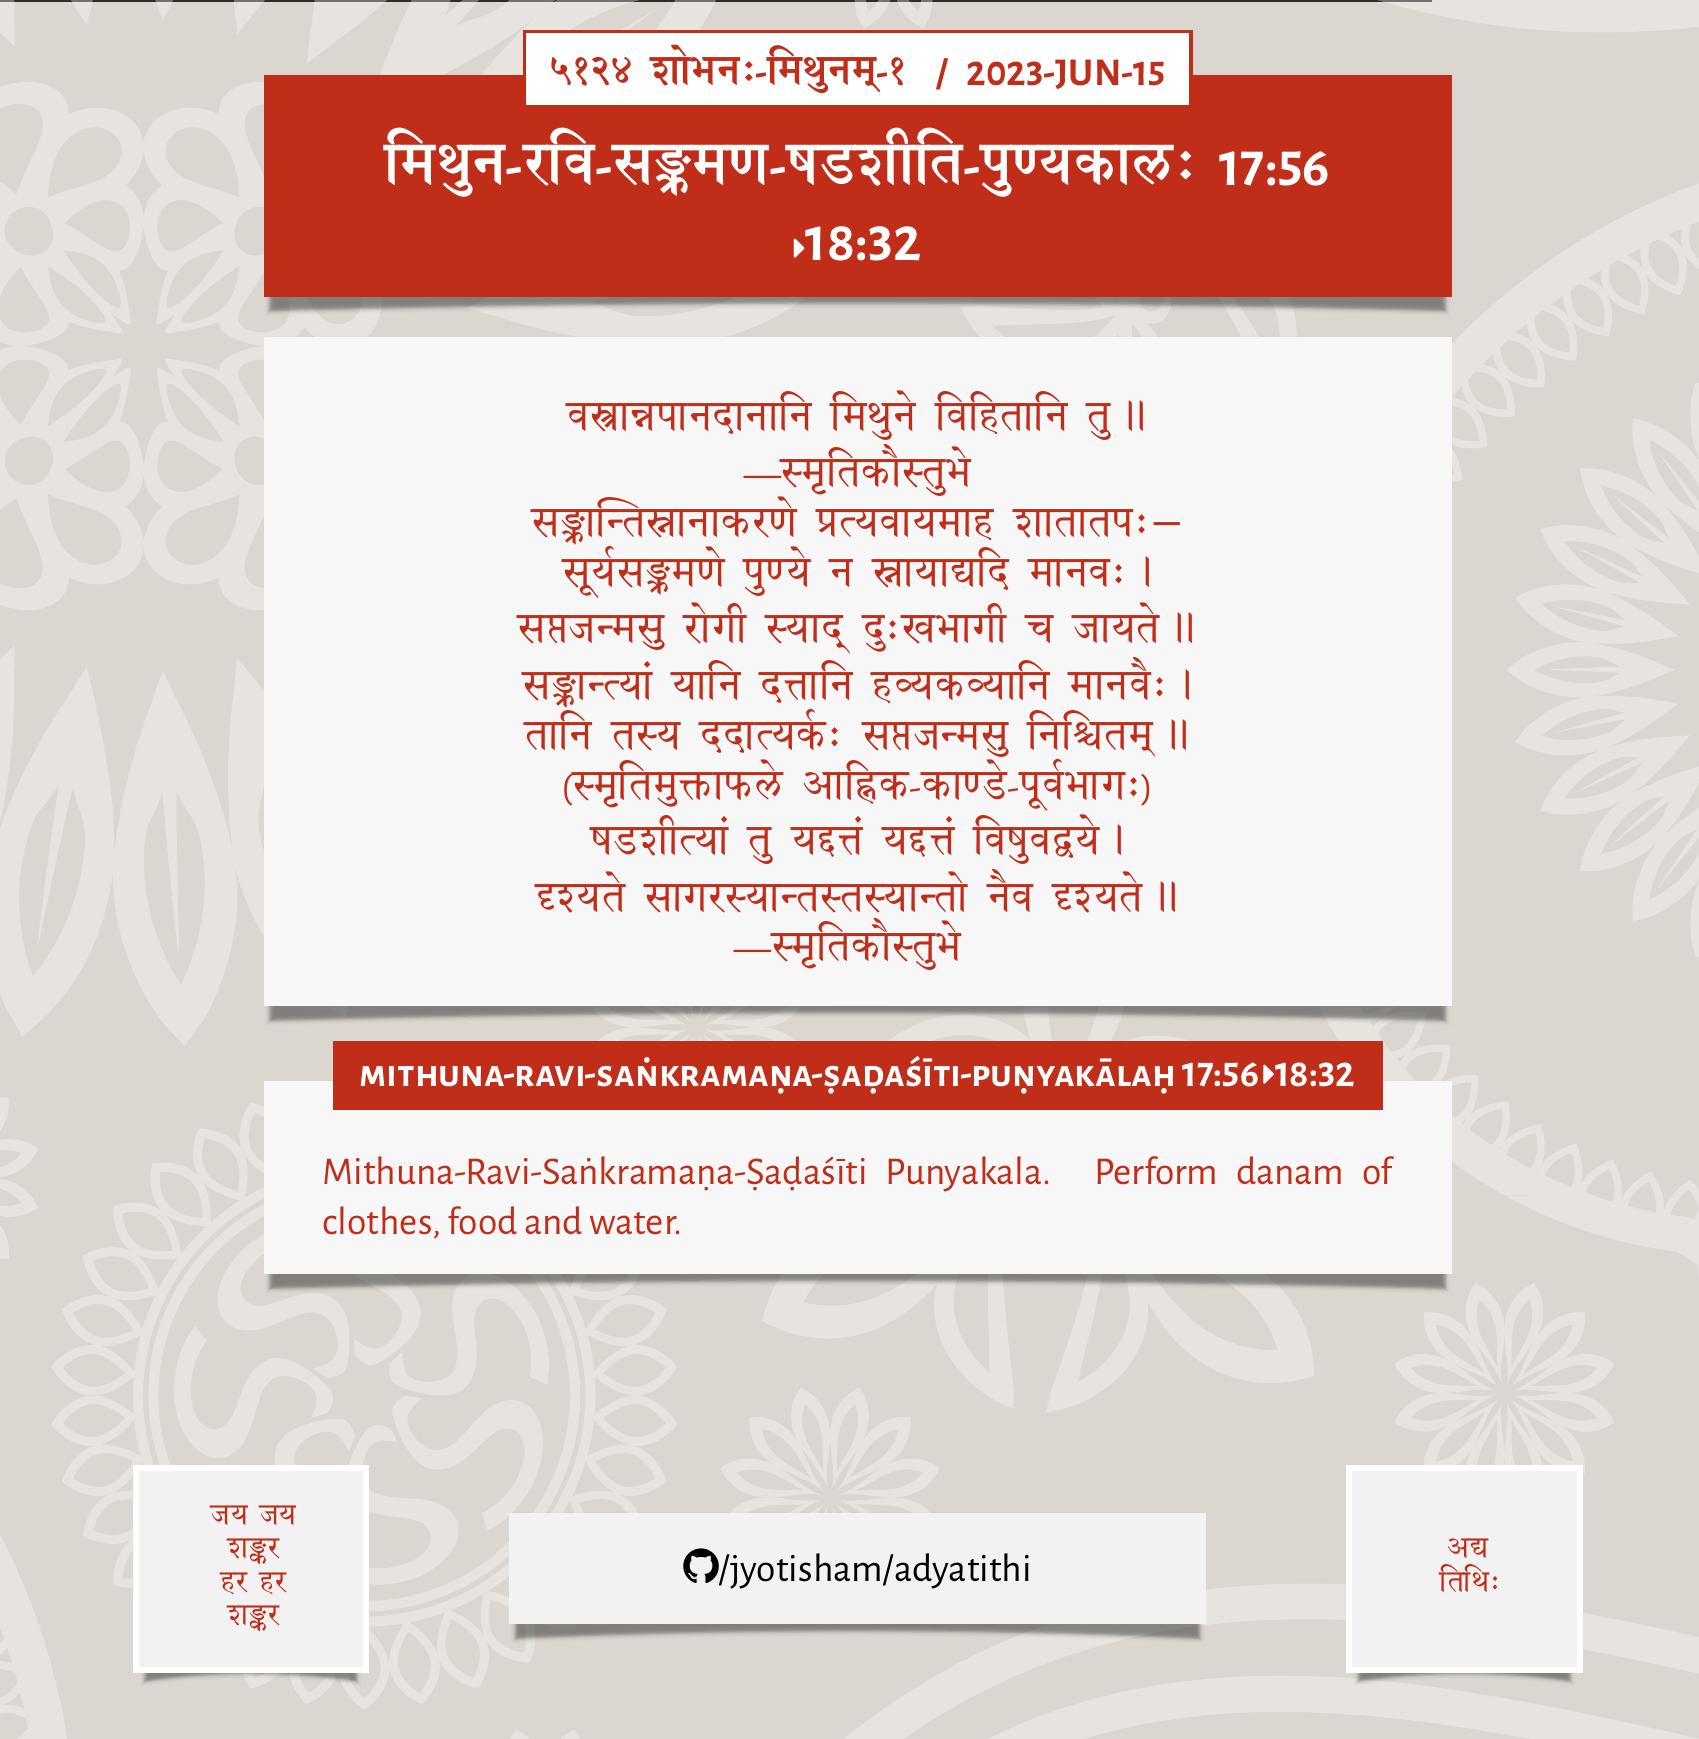 ५१२४ शोभनः-मिथुनम्-१ / 2023-JUN-15
मिथुन-रवि-सङ्क्रमण-षडशीति-पुण्यकालः 17:56
▸18:32
वस्त्रान्नपानदानानि मिथुने विहितानि तु॥
—स्मृतिकौस्तुभे
सङ्क्रान्तिस्नानाकरणे प्रत्यवायमाह शातातपः—
सूर्यसङ्क्रमणे पुण्ये न स्नायाद्यदि मानवः।
सप्तजन्मसु रोगी स्याद् दुःखभागी च जायते॥
सङ्क्रान्त्यां यानि दत्तानि हव्यकव्यानि मानवैः।
तानि तस्य ददात्यर्कः सप्तजन्मसु निश्चितम्॥
(स्मृतिमुक्ताफले आह्निक-काण्डे-पूर्वभागः)
षडशीत्यां तु यद्दत्तं यद्दत्तं विषुवद्वये।
दृश्यते सागरस्यान्तस्तस्यान्तो नैव दृश्यते॥
—स्मृतिकौस्तुभे
MITHUNA-RAVI-SAṄKRAMAṆA-ṢAḌAŚĪTI-PUṆYAKĀLAḤ 17:56▸18:32
Mithuna-Ravi-Saṅkramaṇa-Ṣaḍaśīti Punyakala. Perform danam of
clothes, food and water.
जय जय
शङ्कर
हर हर
शङ्कर
/jyotisham/adyatithi
अद्य
तिथिः